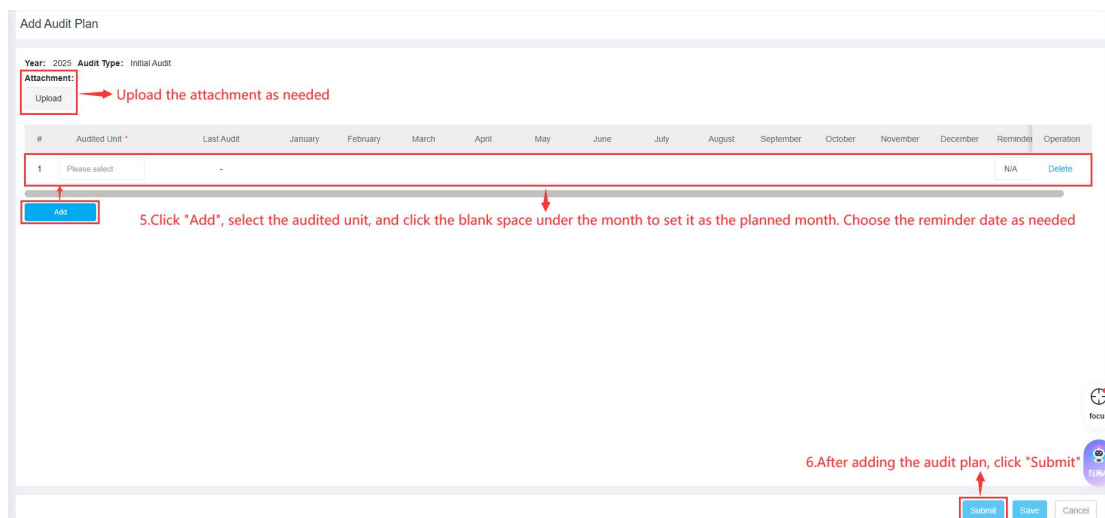 Add Audit Plan
Year: 2025 Audit Type: Initial Audit
Attachment:
Upload
Upload the attachment as needed
# Audited Unit * Last Audit January February March April May June July August September October November December Reminder Operation
1 Please select - N/A Delete
Add
5.Click "Add", select the audited unit, and click the blank space under the month to set it as the planned month. Choose the reminder date as needed
focu
6.After adding the audit plan, click "Submit"
Submit Save Cancel